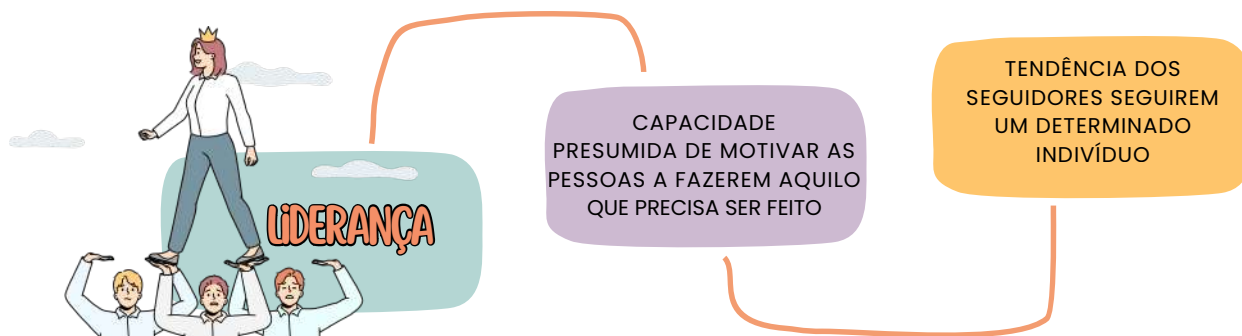 LIDERANÇA
CAPACIDADE
PRESUMIDA DE MOTIVAR AS
PESSOAS A FAZEREM AQUILO
QUE PRECISA SER FEITO
TENDÊNCIA DOS
SEGUIDORES SEGUIREM
UM DETERMINADO
INDIVÍDUO